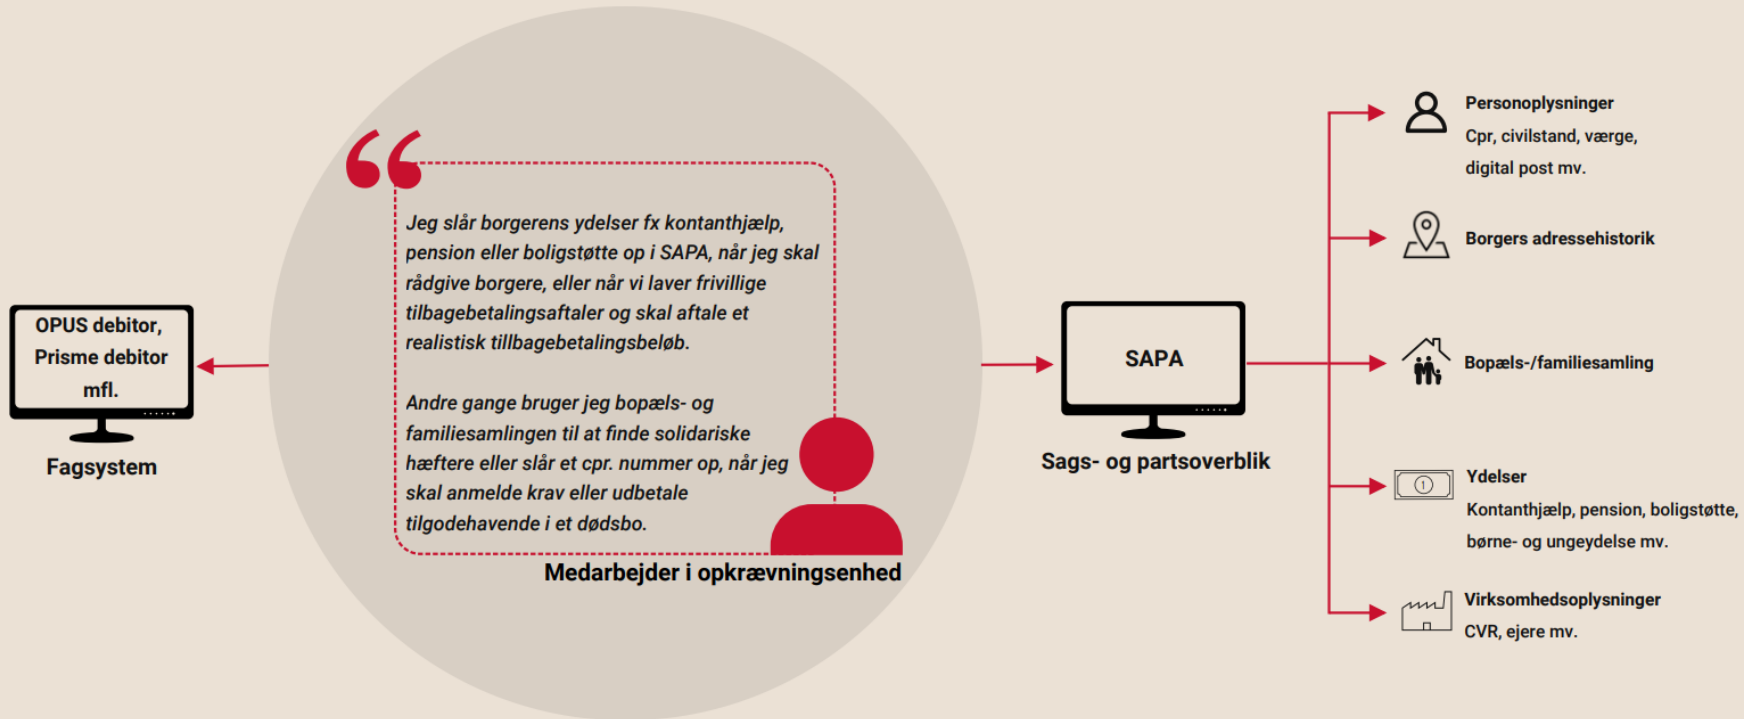 OPUS debitor,
Prisme debitor
mfl.
Fagsystem
Jeg slår borgerens ydelser fx kontanthjælp,
pension eller boligstøtte op i SAPA, når jeg skal
rådgive borgere, eller når vi laver frivillige
tilbagebetalingsaftaler og skal aftale et
realistisk tillbagebetalingsbeløb.
Andre gange bruger jeg bopæls- og
familiesamlingen til at finde solidariske
hæftere eller slår et cpr. nummer op, når jeg
skal anmelde krav eller udbetale
tilgodehavende i et dødsbo.
Medarbejder i opkrævningsenhed
SAPA
Sags- og partsoverblik
Personoplysninger
Cpr, civilstand, værge,
digital post mv.
Borgers adressehistorik
Bopæls-/familiesamling
1
Ydelser
Kontanthjælp, pension, boligstøtte,
børne- og ungeydelse mv.
Virksomhedsoplysninger
CVR, ejere mv.